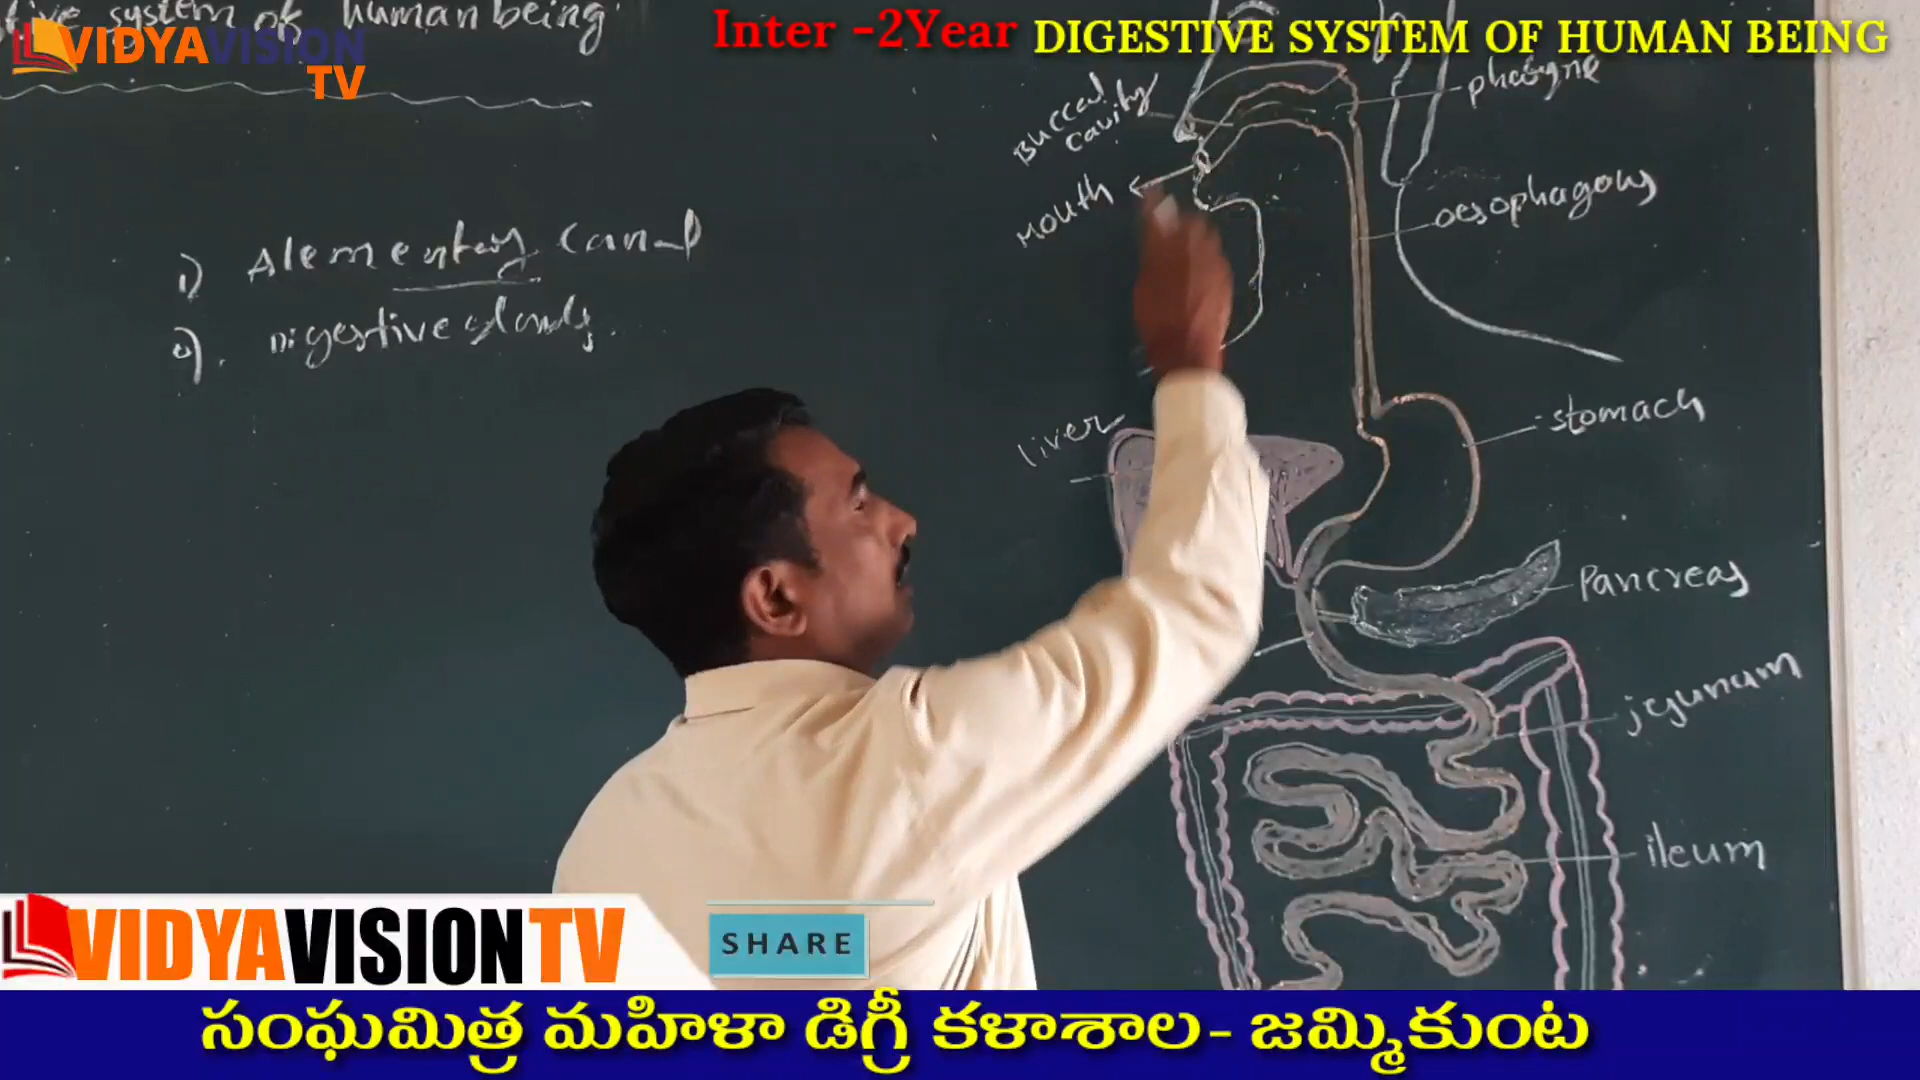 tive system of human being
VIDYAVISION
TV
Inter -2Year DIGESTIVE SYSTEM OF HUMAN BEING
Buccal
cavity
Mouth
oesophagous
1) Alementary Canal
2). Digestive glands.
liver
stomach
Pancreas
jejunum
ileum
VIDYAVISIONTV
SHARE
సంఘమిత్ర మహిళా డిగ్రీ కళాశాల- జమ్మికుంట